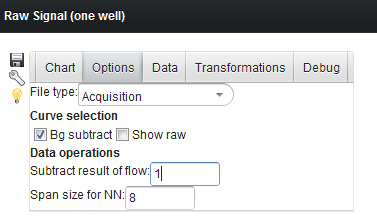 Raw Signal (one well)
Chart Options Data Transformations Debug
File type: Acquisition
Curve selection
Bg subtract Show raw
Data operations
Subtract result of flow: 1
Span size for NN: 8